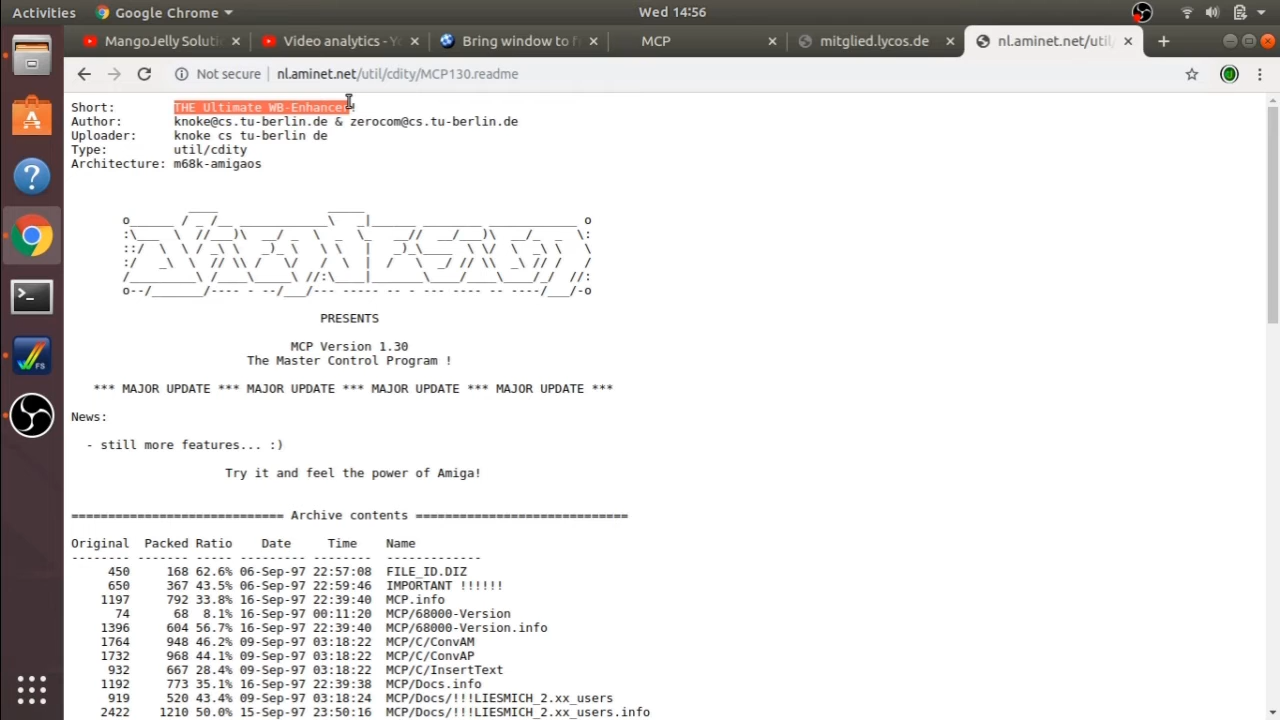 Activities Google Chrome Wed 14:56
MangoJelly Soluti Video analytics - Yo Bring window to f MCP mitglied.lycos.de nl.aminet.net/util/
Not secure | nl.aminet.net/util/cdity/MCP130.readme
Short: THE Ultimate WB-Enhancer!
Author: knoke@cs.tu-berlin.de & zerocom@cs.tu-berlin.de
Uploader: knoke cs tu-berlin de
Type: util/cdity
Architecture: m68k-amigaos
PRESENTS
MCP Version 1.30
The Master Control Program !
*** MAJOR UPDATE *** MAJOR UPDATE *** MAJOR UPDATE *** MAJOR UPDATE ***
News:
- still more features... :)
Try it and feel the power of Amiga!
============================= Archive contents =============================
Original Packed Ratio Date Time Name
-------- ------- ----- --------- -------- -------------
450 168 62.6% 06-Sep-97 22:57:08 FILE_ID.DIZ
650 367 43.5% 06-Sep-97 22:59:46 IMPORTANT !!!!!!
1197 792 33.8% 16-Sep-97 22:39:40 MCP.info
74 68 8.1% 16-Sep-97 00:11:20 MCP/68000-Version
1396 604 56.7% 16-Sep-97 22:39:40 MCP/68000-Version.info
1764 948 46.2% 09-Sep-97 03:18:22 MCP/C/ConvAM
1732 968 44.1% 09-Sep-97 03:18:22 MCP/C/ConvAP
932 667 28.4% 09-Sep-97 03:18:22 MCP/C/InsertText
1192 773 35.1% 16-Sep-97 22:39:38 MCP/Docs.info
919 520 43.4% 09-Sep-97 03:18:24 MCP/Docs/!!!LIESMICH_2.xx_users
2422 1210 50.0% 15-Sep-97 23:50:16 MCP/Docs/!!!LIESMICH_2.xx_users.info
FS